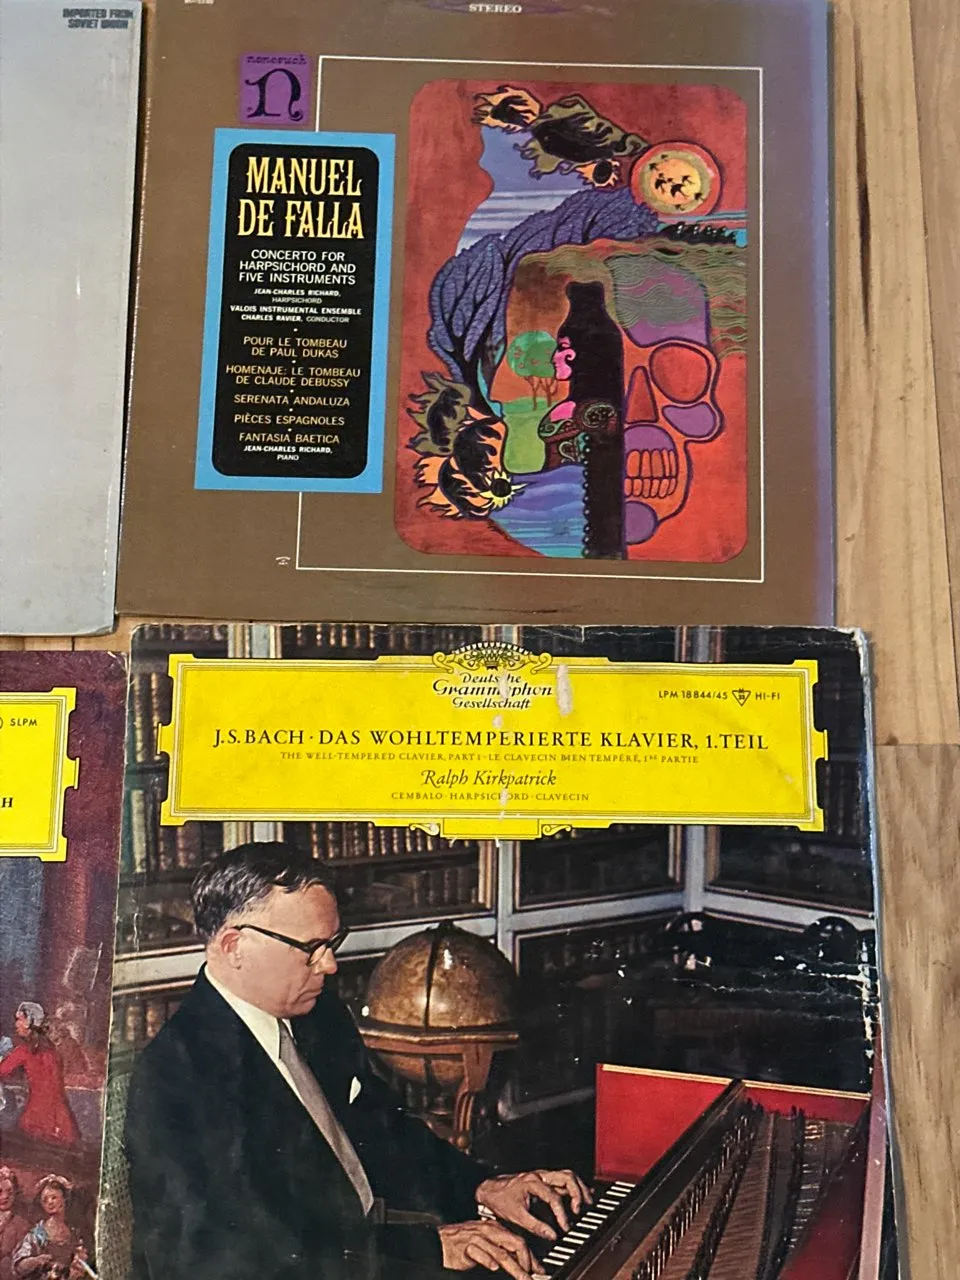 IMPORTED FROM
SOVIET UNION
STEREO
nonesuch
n
MANUEL
DE FALLA
CONCERTO FOR
HARPSICHORD AND
FIVE INSTRUMENTS
JEAN-CHARLES RICHARD,
HARPSICHORD
VALOIS INSTRUMENTAL ENSEMBLE
CHARLES RAVIER, CONDUCTOR
POUR LE TOMBEAU
DE PAUL DUKAS
HOMENAJE: LE TOMBEAU
DE CLAUDE DEBUSSY
SERENATA ANDALUZA
PIÈCES ESPAGNOLES
FANTASIA BAETICA
JEAN-CHARLES RICHARD,
PIANO
SLPM
H
Deutsche
Grammophon
Gesellschaft
LPM 18844/45 HI-FI
J.S. BACH · DAS WOHLTEMPERIERTE KLAVIER, 1. TEIL
THE WELL-TEMPERED CLAVIER, PART I · LE CLAVECIN BIEN TEMPÉRÉ, 1RE PARTIE
Ralph Kirkpatrick
CEMBALO · HARPSICHORD · CLAVECIN